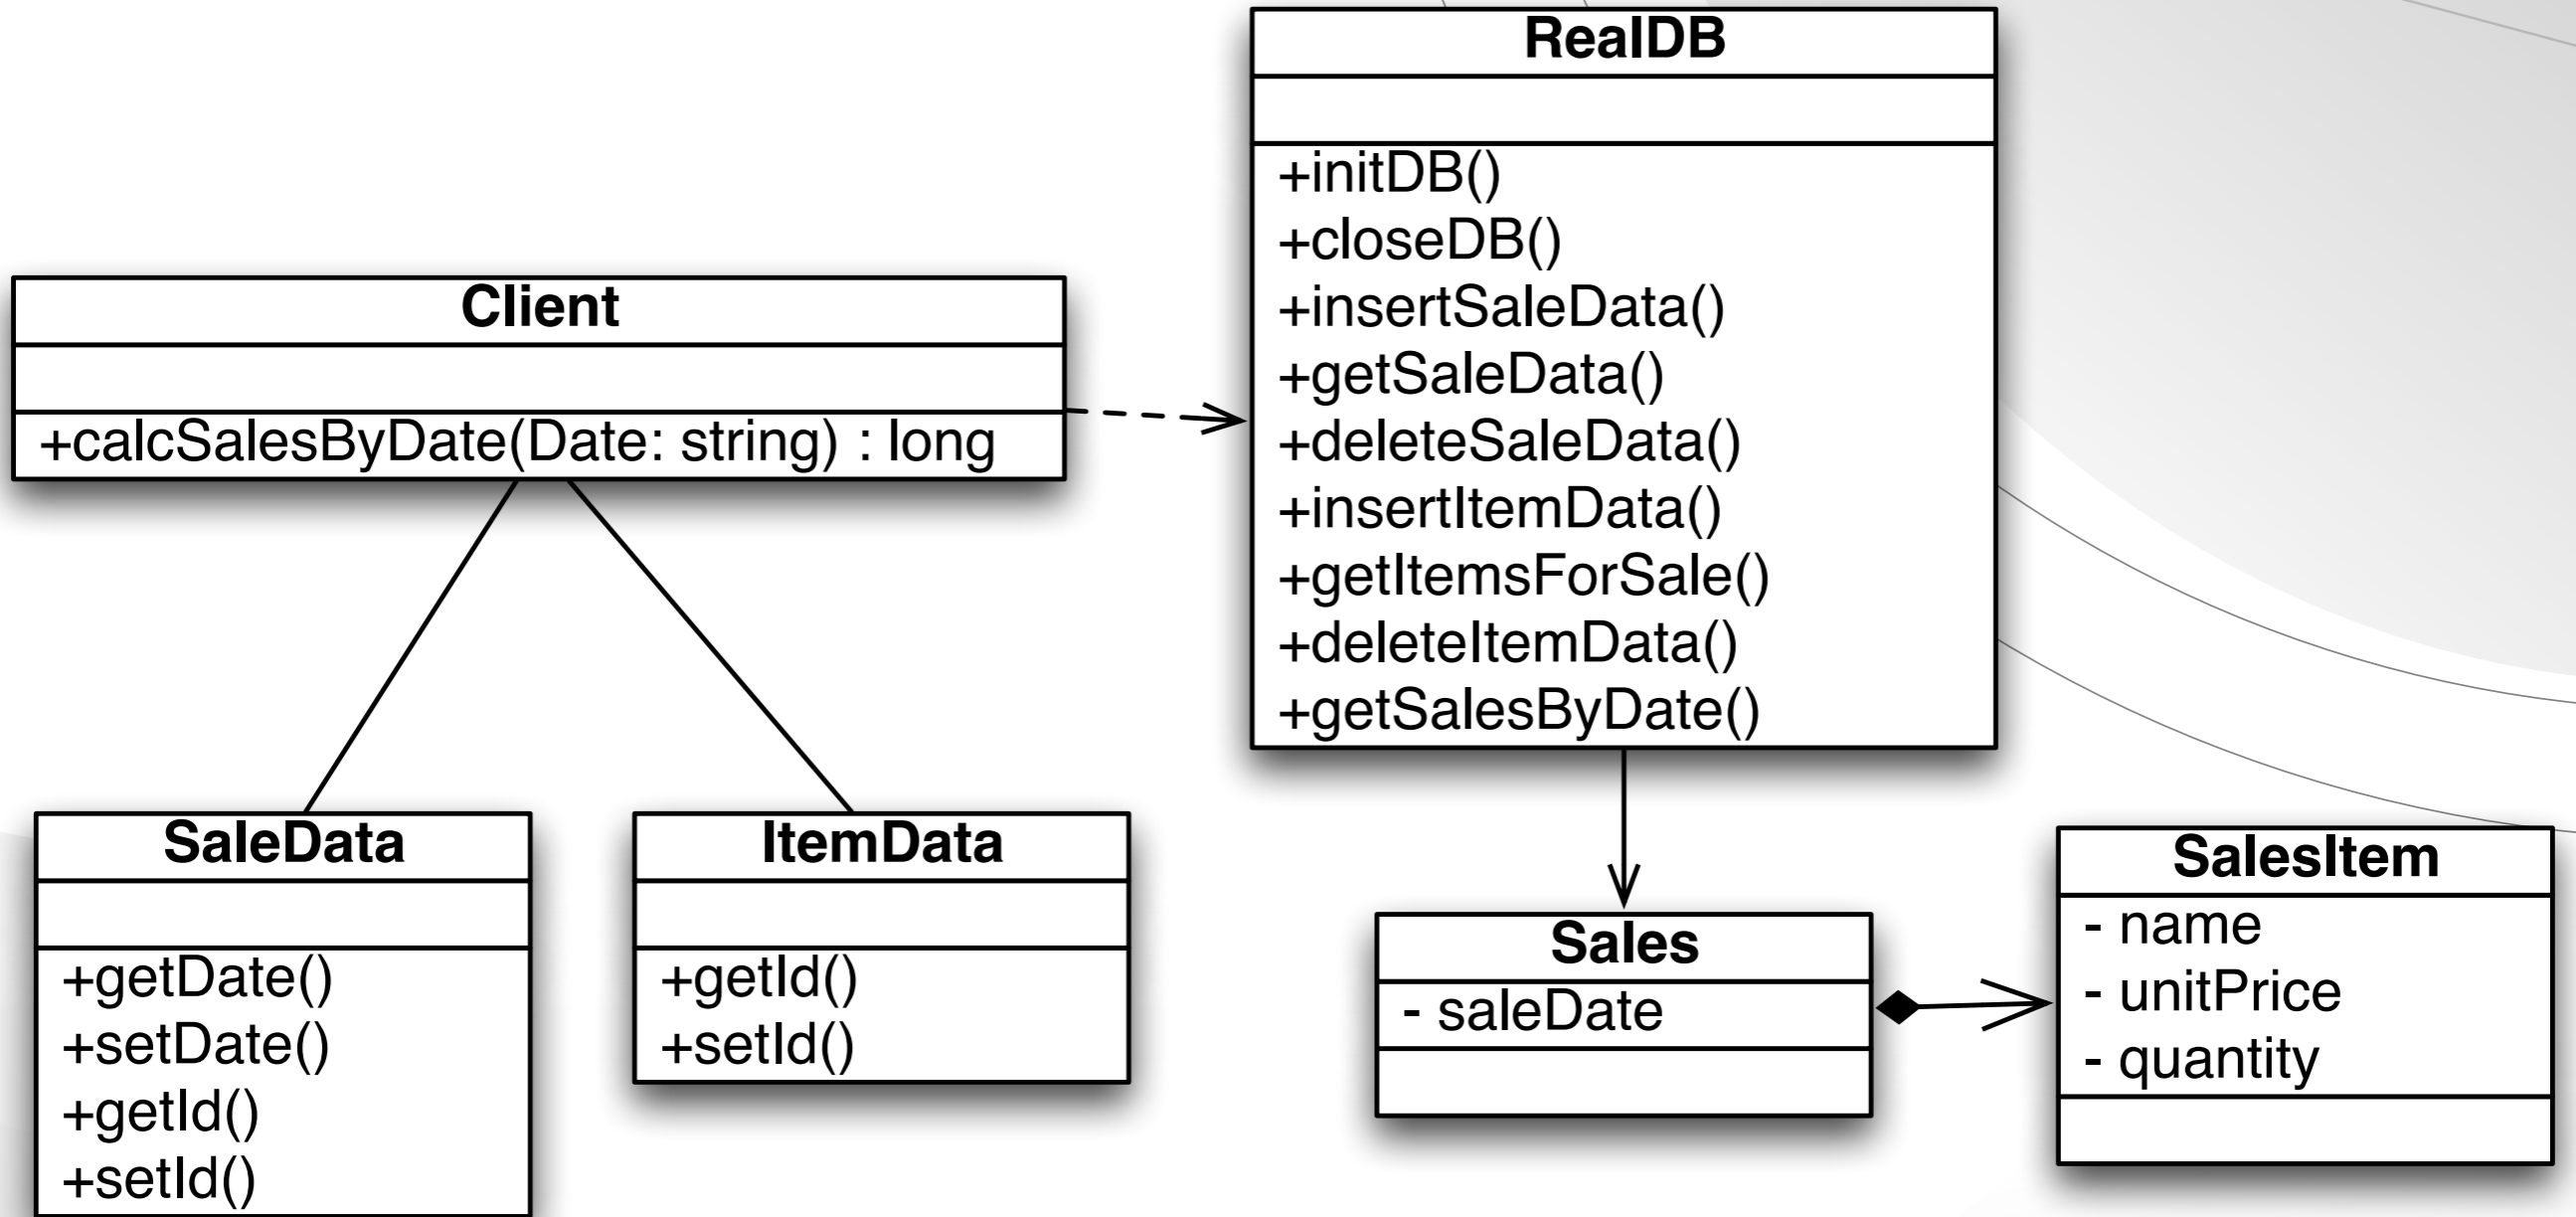 RealDB
+initDB()
+closeDB()
+insertSaleData()
+getSaleData()
+deleteSaleData()
+insertItemData()
+getItemsForSale()
+deleteItemData()
+getSalesByDate()
Client
+calcSalesByDate(Date: string) : long
SaleData
+getDate()
+setDate()
+getId()
+setId()
ItemData
+getId()
+setId()
Sales
- saleDate
SalesItem
- name
- unitPrice
- quantity